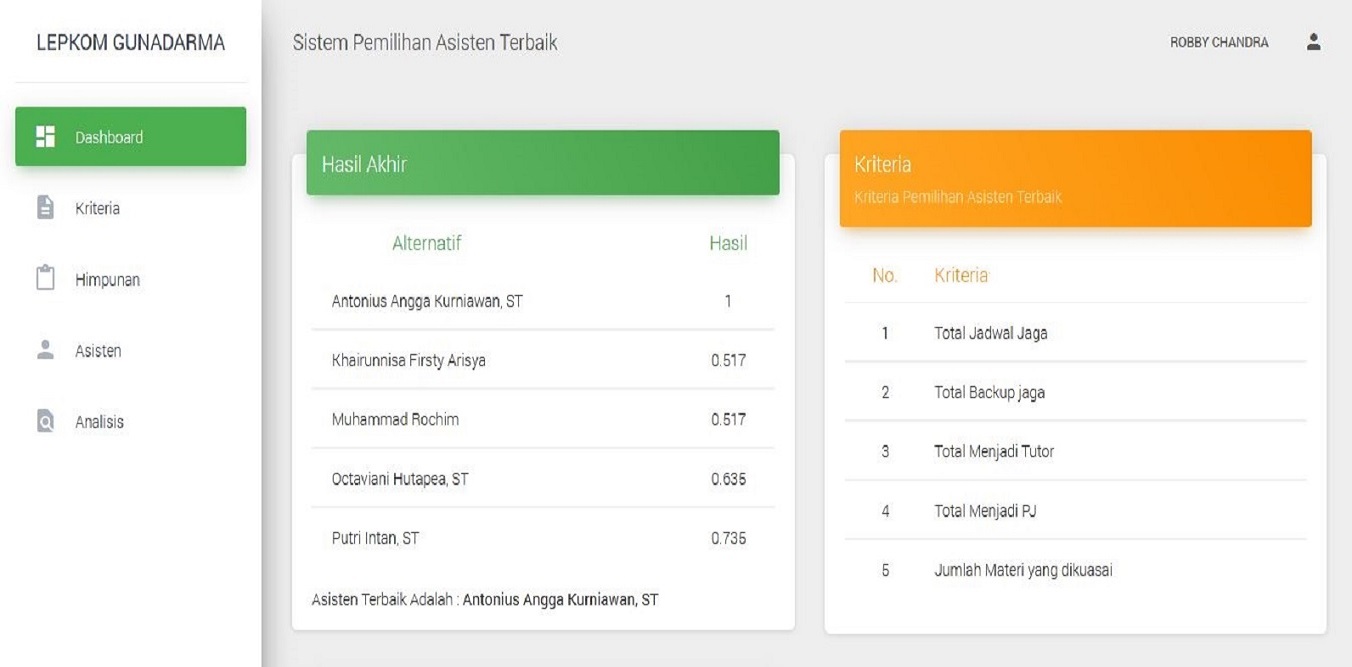 LEPKOM GUNADARMA
Dashboard
Kriteria
Himpunan
Asisten
Analisis
Sistem Pemilihan Asisten Terbaik
ROBBY CHANDRA
Hasil Akhir
Alternatif Hasil
Antonius Angga Kurniawan, ST 1
Khairunnisa Firsty Arisya 0.517
Muhammad Rochim 0.517
Octaviani Hutapea, ST 0.635
Putri Intan, ST 0.735
Asisten Terbaik Adalah : Antonius Angga Kurniawan, ST
Kriteria
Kriteria Pemilihan Asisten Terbaik
No. Kriteria
1 Total Jadwal Jaga
2 Total Backup jaga
3 Total Menjadi Tutor
4 Total Menjadi PJ
5 Jumlah Materi yang dikuasai